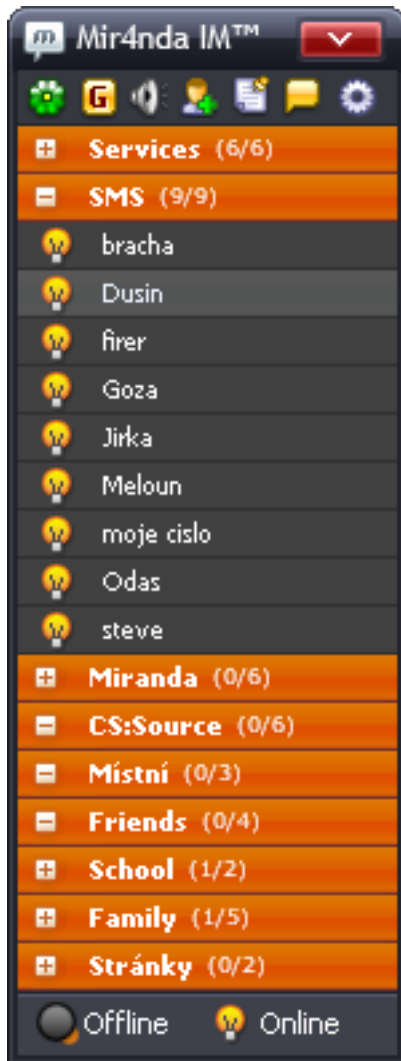 Mir4nda IM™
G
Services (6/6)
SMS (9/9)
bracha
Dusin
firer
Goza
Jirka
Meloun
moje cislo
Odas
steve
Miranda (0/6)
CS:Source (0/6)
Místní (0/3)
Friends (0/4)
School (1/2)
Family (1/5)
Stránky (0/2)
Offline Online